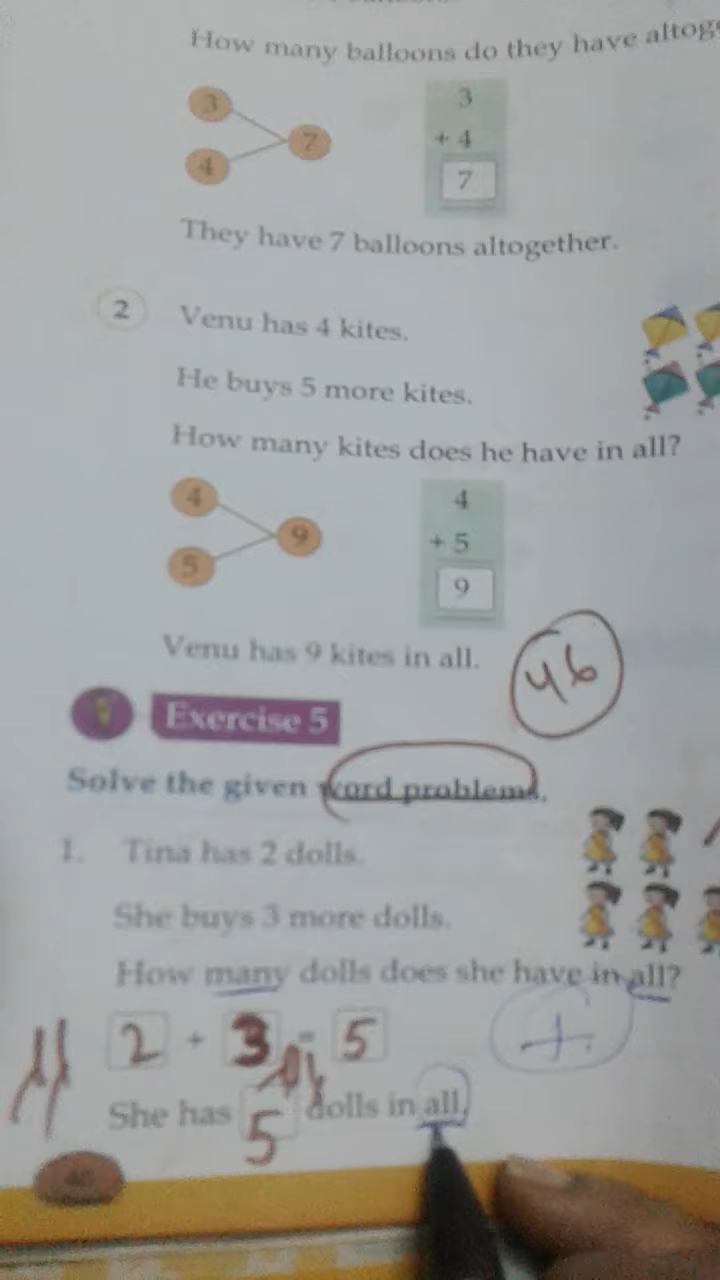 How many balloons do they have altog
3
4
7
3
+ 4
7
They have 7 balloons altogether.
2 Venu has 4 kites.
He buys 5 more kites.
How many kites does he have in all?
4
5
9
4
+ 5
9
Venu has 9 kites in all.
46
Exercise 5
Solve the given word problems.
1. Tina has 2 dolls.
She buys 3 more dolls.
How many dolls does she have in all?
2 + 3 = 5
+
She has 5 dolls in all.